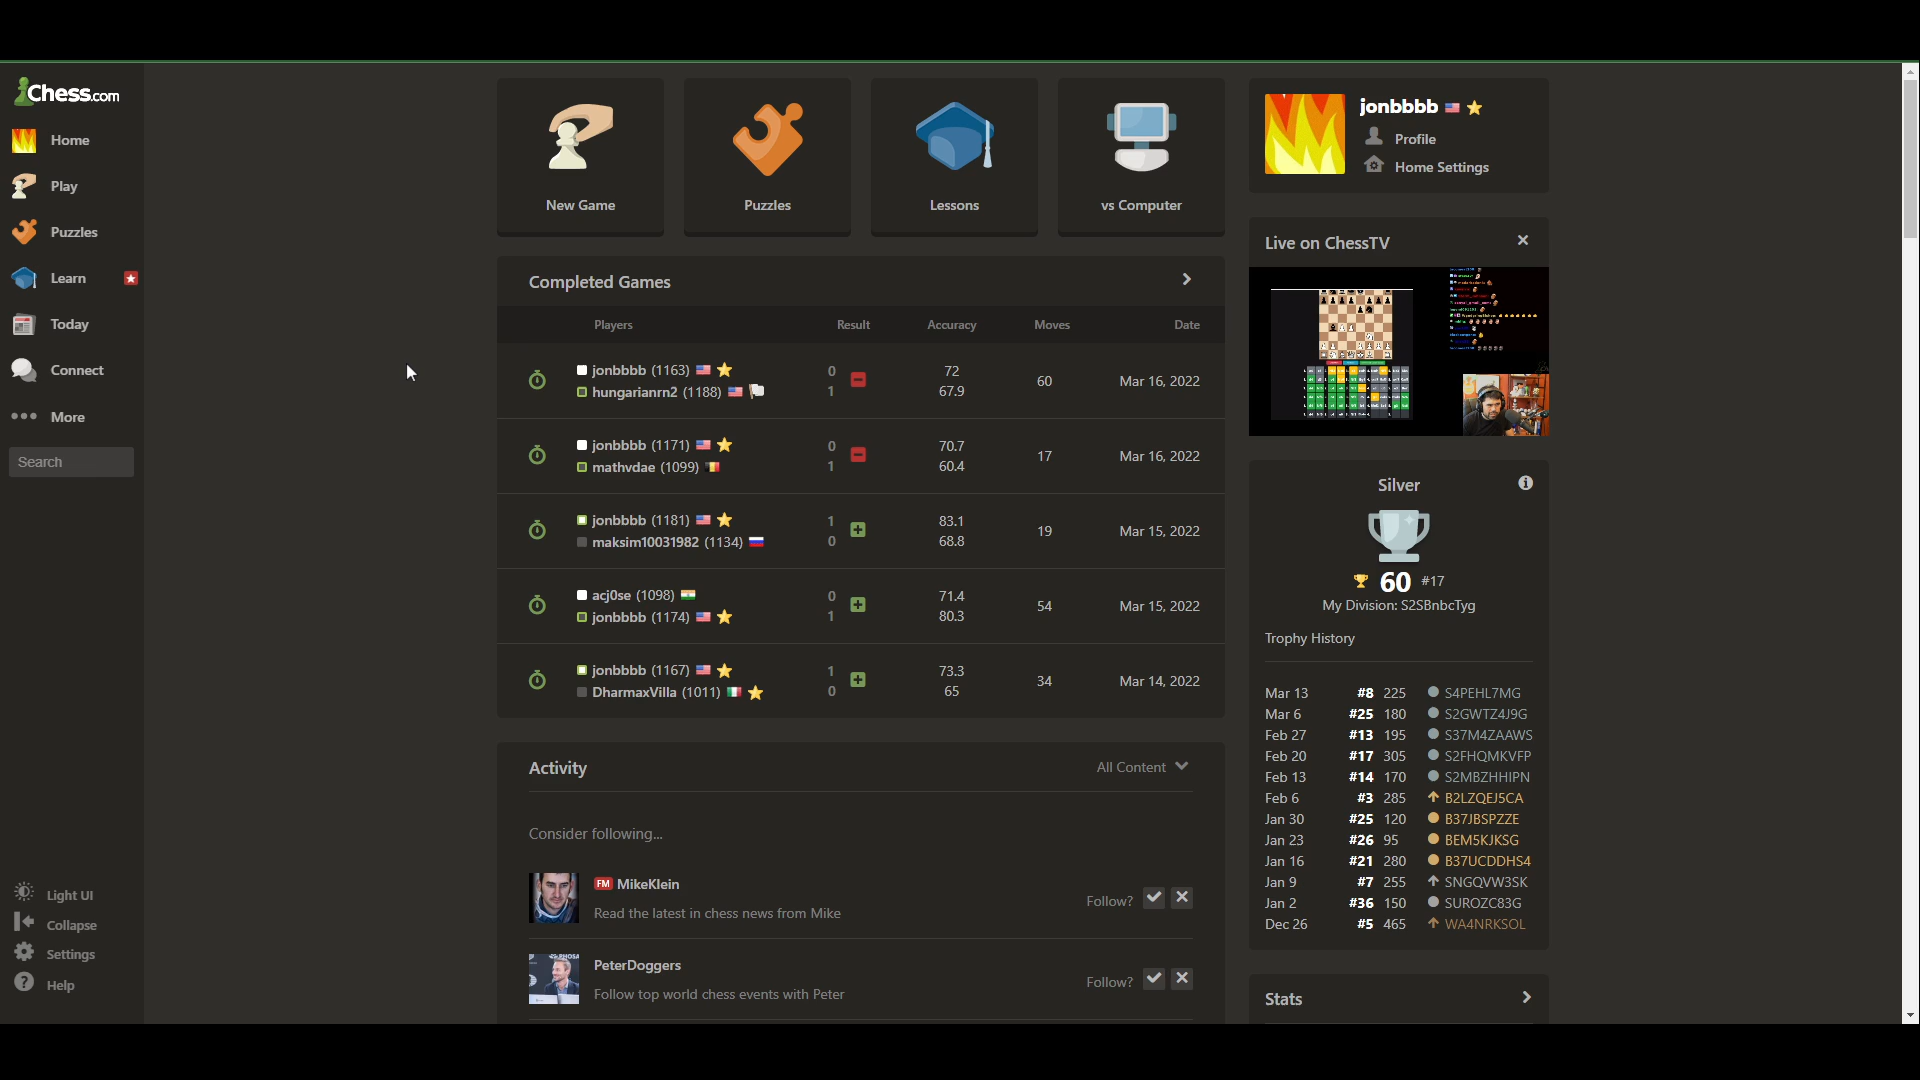 Chess.com
Home
Play
Puzzles
Learn
Today
Connect
More
Search
Light UI
Collapse
Settings
Help
New Game
Puzzles
Lessons
vs Computer
Completed Games
Players Result Accuracy Moves Date
jonbbbb (1163) 0 72
hungarianrn2 (1188) 1 67.9
60 Mar 16, 2022
jonbbbb (1171) 0 70.7
mathvdae (1099) 1 60.4
17 Mar 16, 2022
jonbbbb (1181) 1 83.1
maksim10031982 (1134) 0 68.8
19 Mar 15, 2022
acj0se (1098) 0 71.4
jonbbbb (1174) 1 80.3
54 Mar 15, 2022
jonbbbb (1167) 1 73.3
DharmaxVilla (1011) 0 65
34 Mar 14, 2022
Activity All Content
Consider following...
FM MikeKlein
Read the latest in chess news from Mike
Follow?
PeterDoggers
Follow top world chess events with Peter
Follow?
jonbbbb
Profile
Home Settings
Live on ChessTV
Silver
60 #17
My Division: S2SBnbcTyg
Trophy History
Mar 13 #8 225 S4PEHL7MG
Mar 6 #25 180 S2GWTZ4J9G
Feb 27 #13 195 S37M4ZAAWS
Feb 20 #17 305 S2FHQMKVFP
Feb 13 #14 170 S2MBZHHIPN
Feb 6 #3 285 B2LZQEJ5CA
Jan 30 #25 120 B37JBSPZZE
Jan 23 #26 95 BEM5KJKSG
Jan 16 #21 280 B37UCDDHS4
Jan 9 #7 255 SNGQVW3SK
Jan 2 #36 150 SUROZC83G
Dec 26 #5 465 WA4NRKSOL
Stats